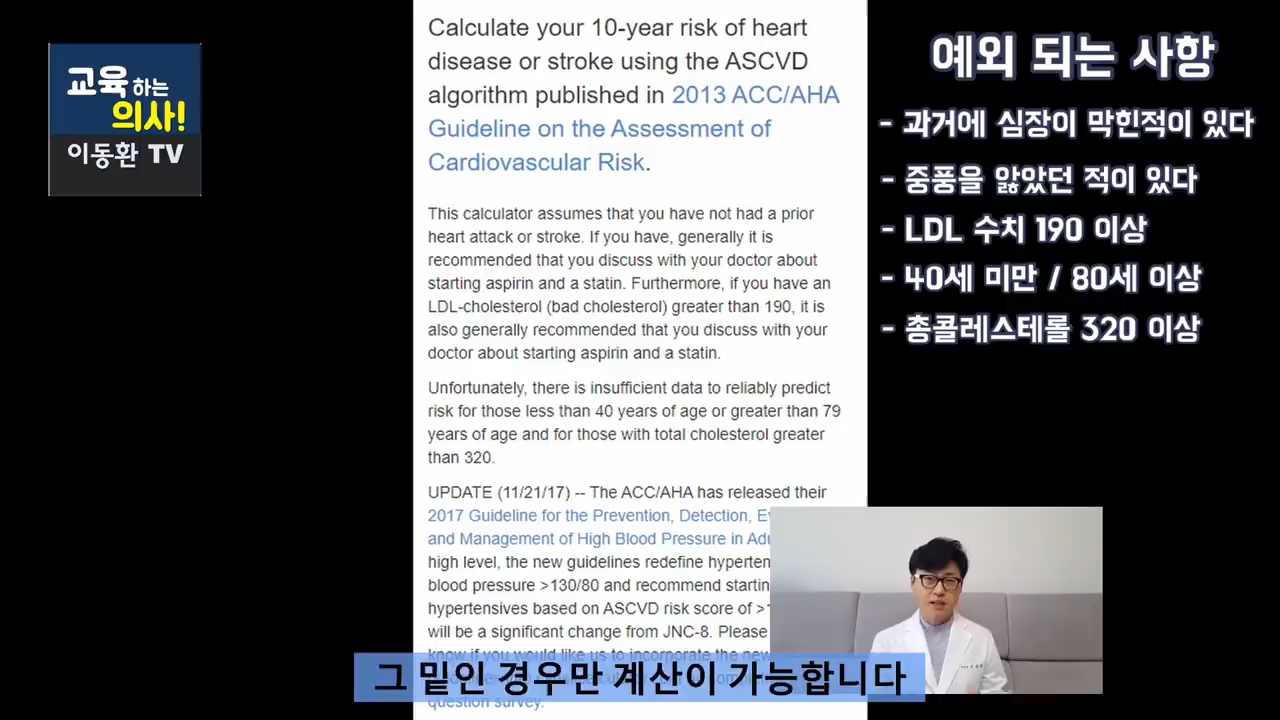 교육하는
의사!
이동환 TV
Calculate your 10-year risk of heart
disease or stroke using the ASCVD
algorithm published in 2013 ACC/AHA
Guideline on the Assessment of
Cardiovascular Risk.
This calculator assumes that you have not had a prior
heart attack or stroke. If you have, generally it is
recommended that you discuss with your doctor about
starting aspirin and a statin. Furthermore, if you have an
LDL-cholesterol (bad cholesterol) greater than 190, it is
also generally recommended that you discuss with your
doctor about starting aspirin and a statin.
Unfortunately, there is insufficient data to reliably predict
risk for those less than 40 years of age or greater than 79
years of age and for those with total cholesterol greater
than 320.
UPDATE (11/21/17) -- The ACC/AHA has released their
2017 Guideline for the Prevention, Detection,
and Management of High Blood Pressure in
high level, the new guidelines redefine
blood pressure >130/80 and recommend
hypertensives based on ASCVD risk score of
will be a significant change from JNC-8. Please
know if you would like us to incorporate the new
question survey.
예외 되는 사항
- 과거에 심장이 막힌적이 있다
- 중풍을 앓았던 적이 있다
- LDL 수치 190 이상
- 40세 미만 / 80세 이상
- 총콜레스테롤 320 이상
그 밑인 경우만 계산이 가능합니다